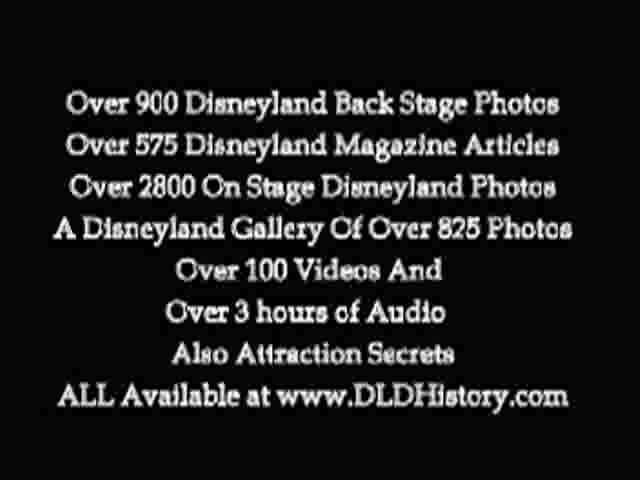 Over 900 Disneyland Back Stage Photos
Over 575 Disneyland Magazine Articles
Over 2800 On Stage Disneyland Photos
A Disneyland Gallery Of Over 825 Photos
Over 100 Videos And
Over 3 hours of Audio
Also Attraction Secrets
ALL Available at www.DLDHistory.com